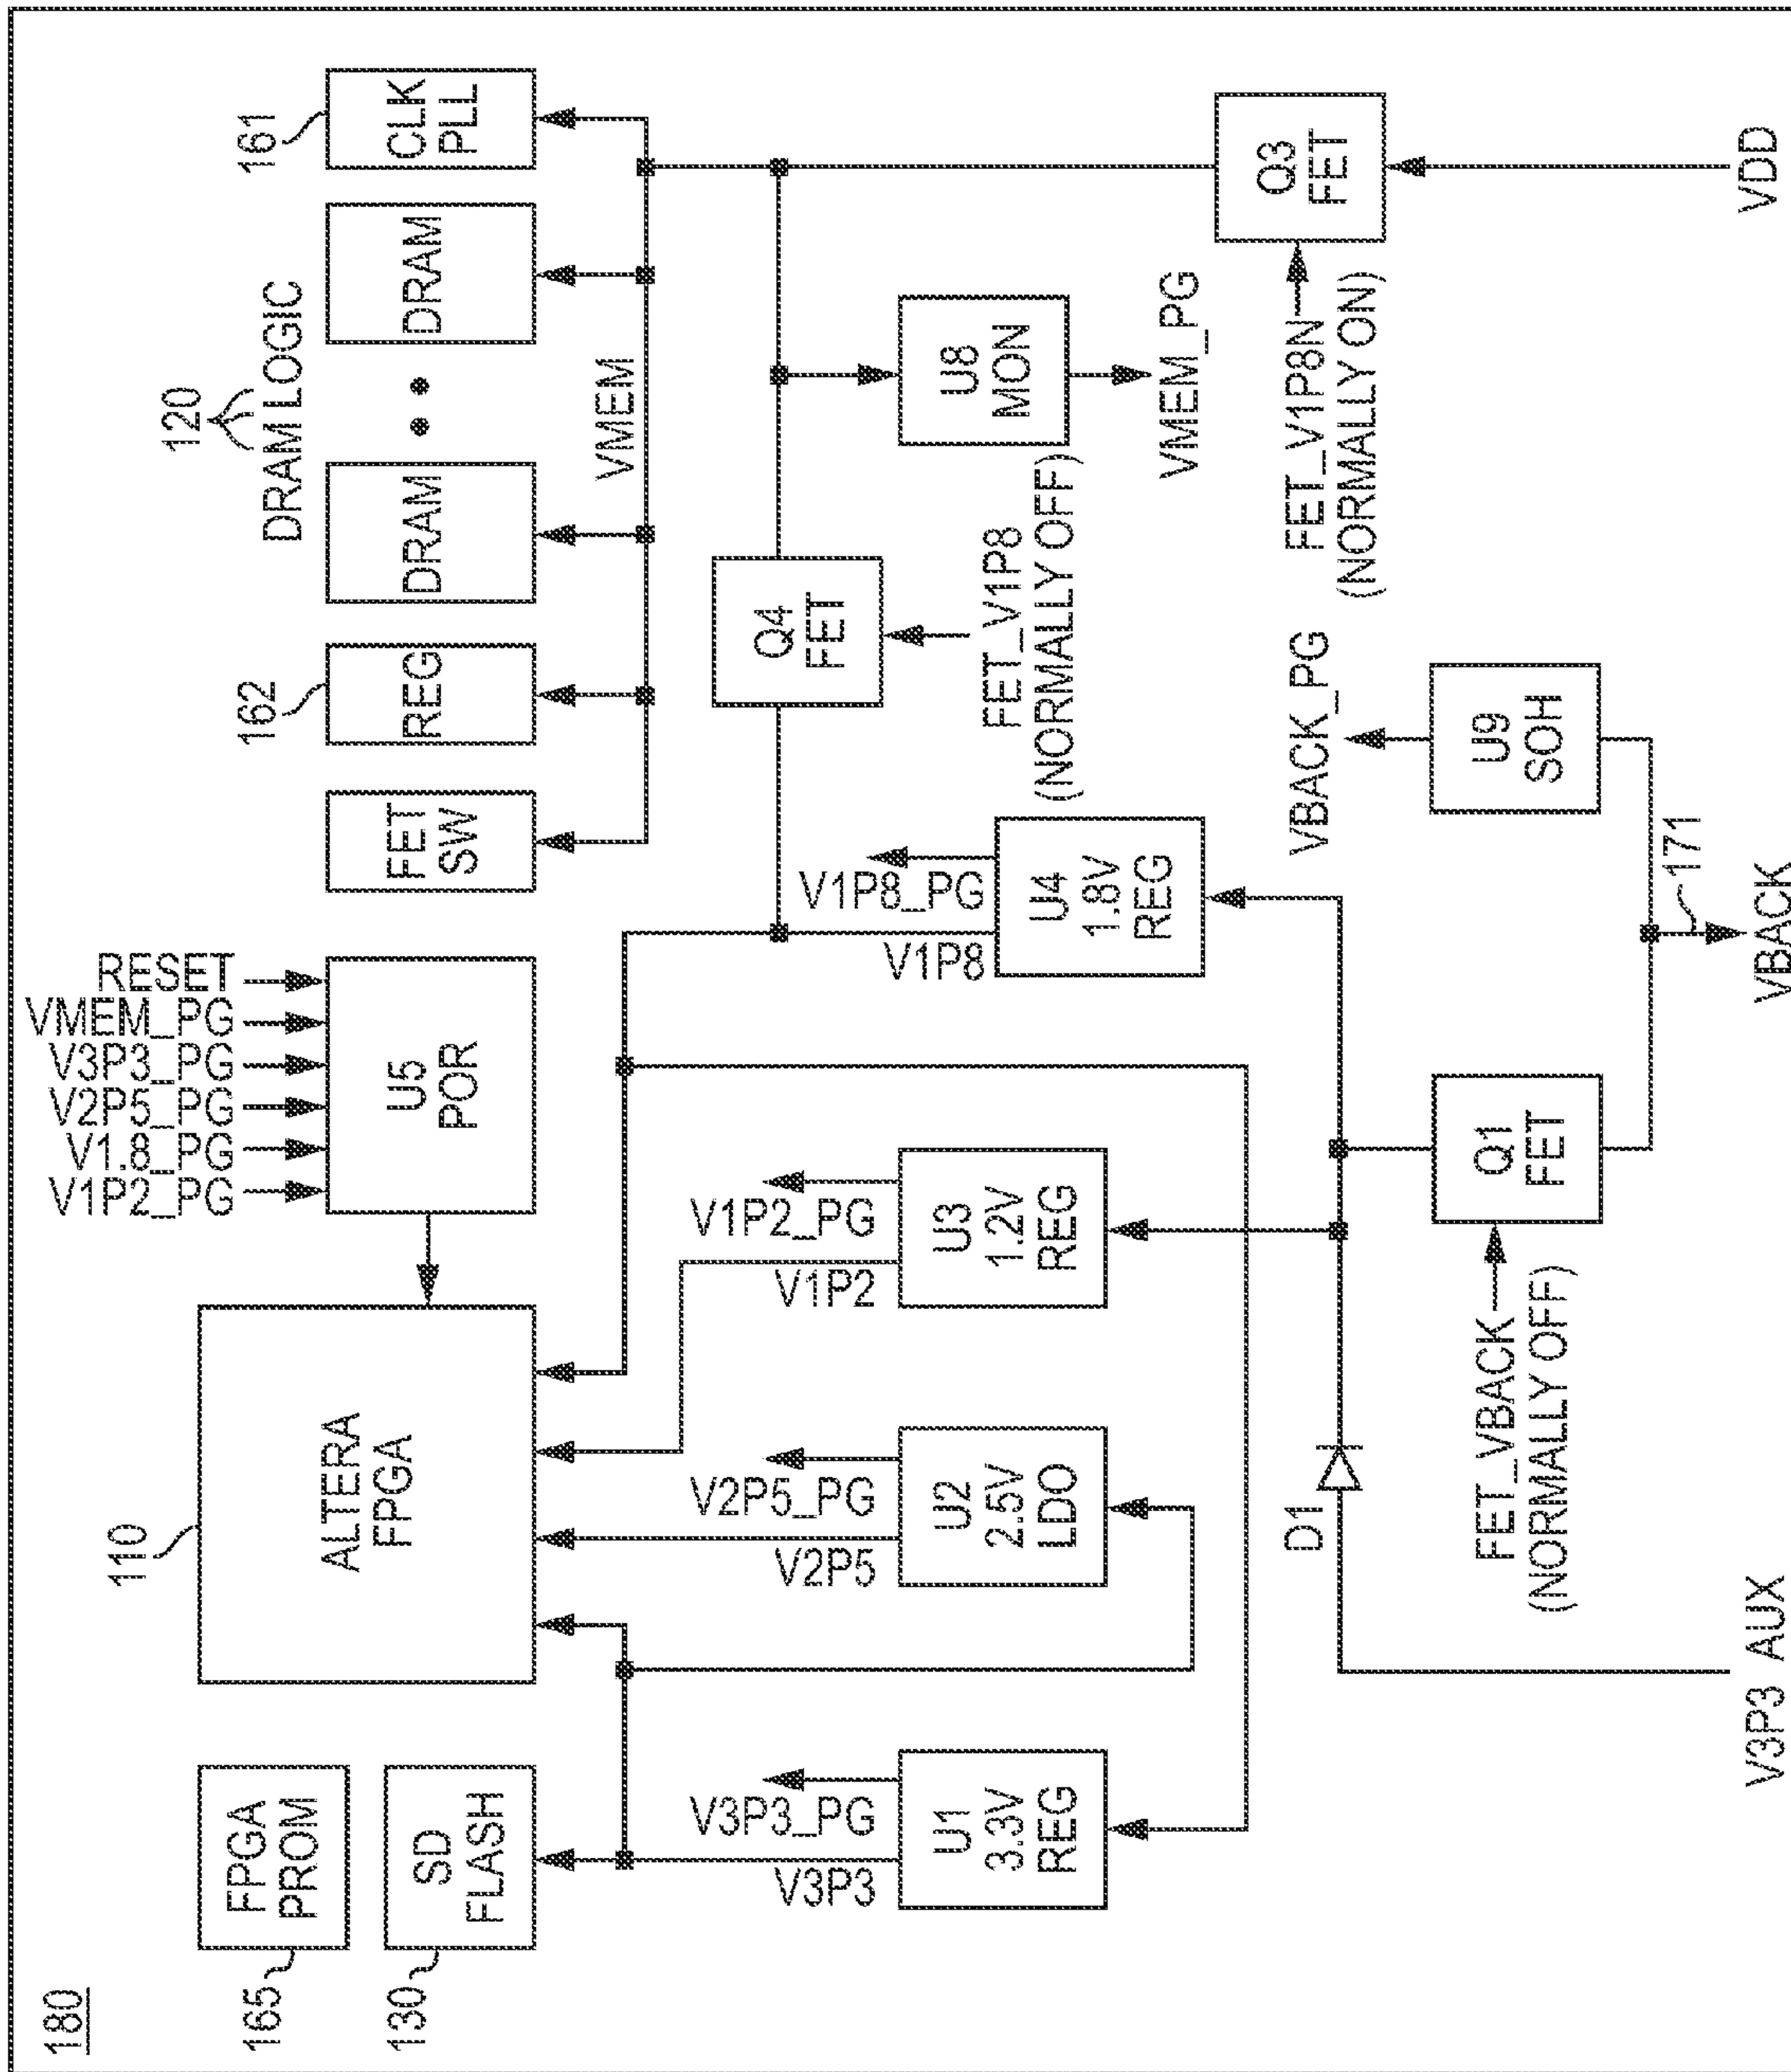 180
165
FPGA
PROM
130
SD
FLASH
110
ALTERA
FPGA
V1P2_PG
V1.8_PG
V2P5_PG
V3P3_PG
VMEM_PG
RESET
U5
POR
FET
SW
162
REG
120
DRAM LOGIC
DRAM
DRAM
161
CLK
PLL
VMEM
V3P3_PG
V3P3
U1
3.3V
REG
V2P5_PG
V2P5
U2
2.5V
LDO
V1P2_PG
V1P2
U3
1.2V
REG
V1P8_PG
V1P8
U4
1.8V
REG
Q4
FET
FET_V1P8
(NORMALLY OFF)
U8
MON
VMEM_PG
Q3
FET
FET_V1P8N
(NORMALLY ON)
D1
FET_VBACK
(NORMALLY OFF)
Q1
FET
VBACK_PG
U9
SOH
171
V3P3 AUX
VBACK
VDD